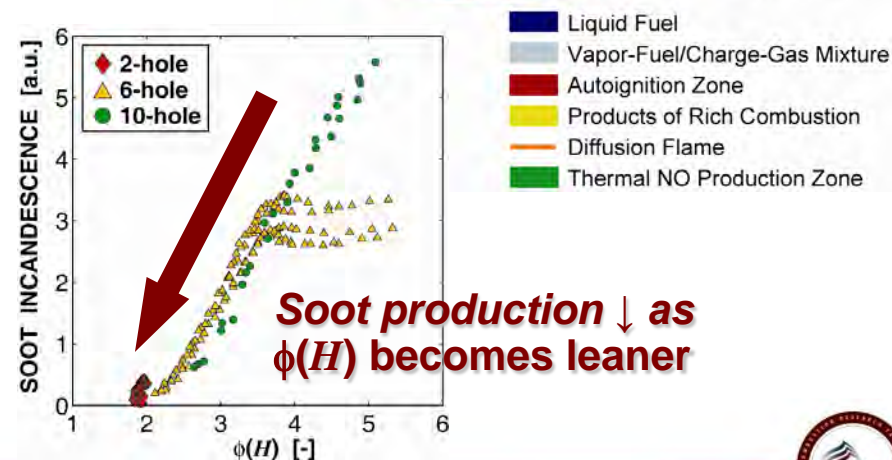 Liquid Fuel
Vapor-Fuel/Charge-Gas Mixture
Autoignition Zone
Products of Rich Combustion
Diffusion Flame
Thermal NO Production Zone
SOOT INCANDESCENCE [a.u.]
6
5
4
3
2
1
0
2-hole
6-hole
10-hole
Soot production ↓ as
ϕ(H) becomes leaner
1
2
3
4
5
6
ϕ(H) [-]